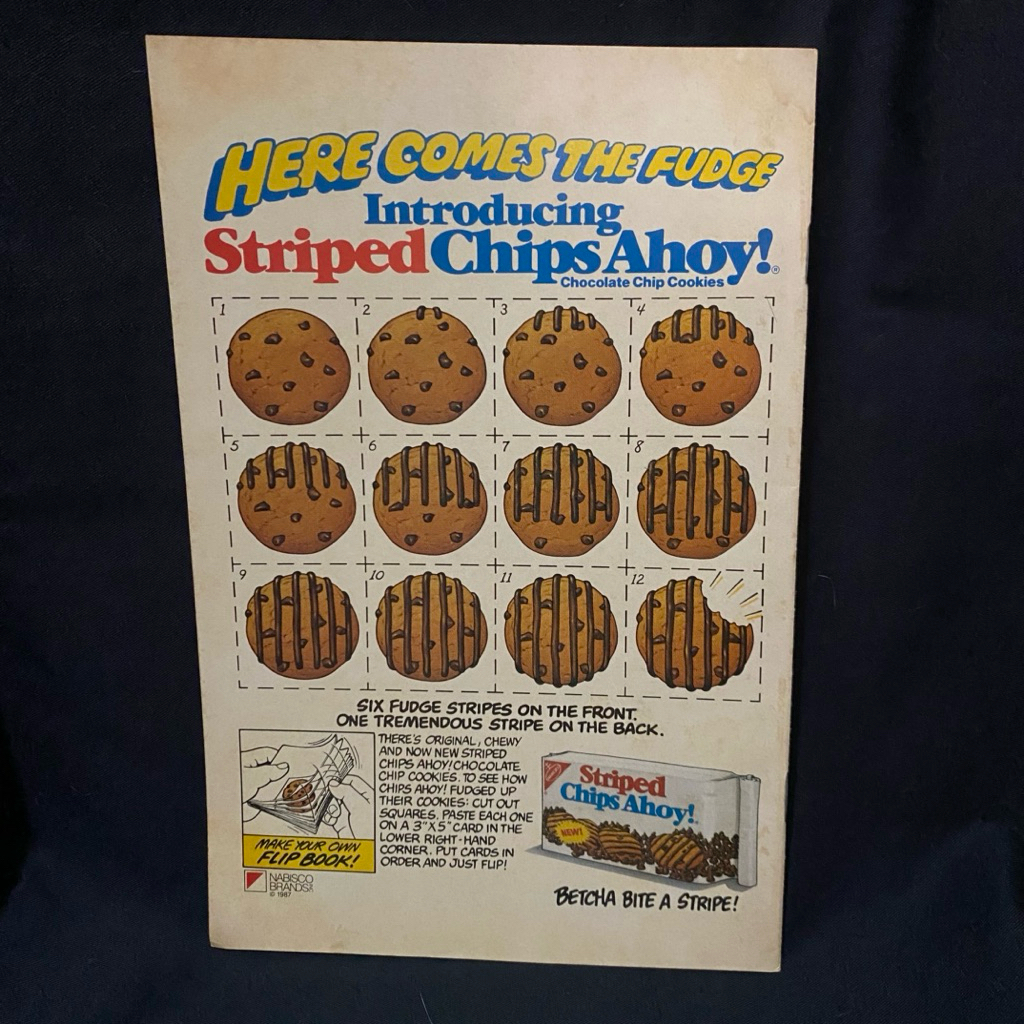 HERE COMES THE FUDGE
Introducing
Striped Chips Ahoy!®
Chocolate Chip Cookies
1 2 3 4
5 6 7 8
9 10 11 12
SIX FUDGE STRIPES ON THE FRONT.
ONE TREMENDOUS STRIPE ON THE BACK.
THERE'S ORIGINAL, CHEWY
AND NOW NEW STRIPED
CHIPS AHOY! CHOCOLATE
CHIP COOKIES. TO SEE HOW
CHIPS AHOY! FUDGED UP
THEIR COOKIES: CUT OUT
SQUARES. PASTE EACH ONE
ON A 3"X5" CARD IN THE
LOWER RIGHT-HAND
CORNER. PUT CARDS IN
ORDER AND JUST FLIP!
MAKE YOUR OWN
FLIP BOOK!
NABISCO
BRANDS
© 1987
Striped
Chips Ahoy!
NEW!
BETCHA BITE A STRIPE!